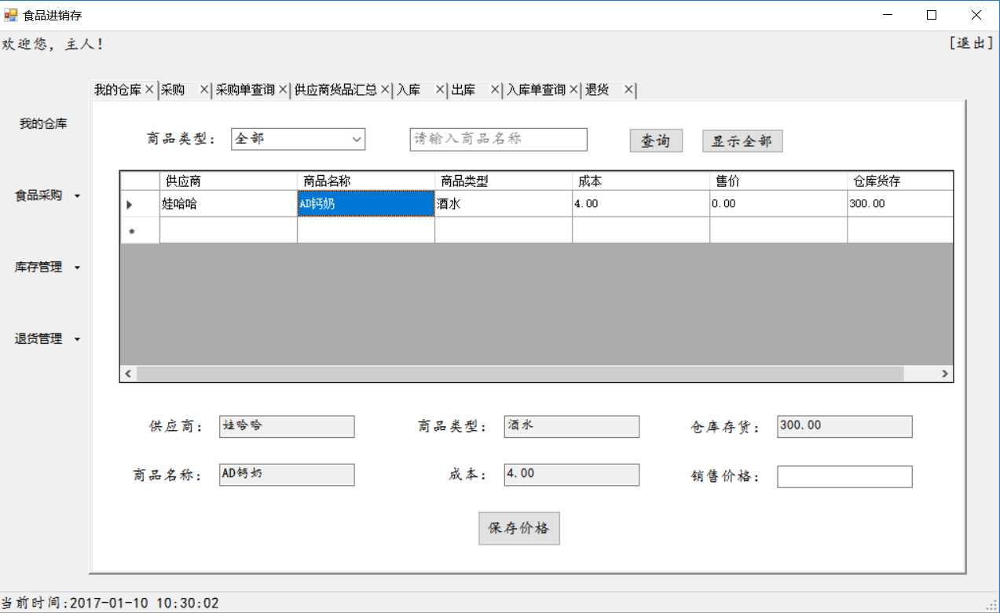 食品进销存
欢迎您，主人！
[退出]
我的仓库 采购 采购单查询 供应商货品汇总 入库 出库 入库单查询 退货
我的仓库
食品采购
库存管理
退货管理
商品类型： 全部 请输入商品名称 查询 显示全部
供应商 商品名称 商品类型 成本 售价 仓库货存
娃哈哈 AD钙奶 酒水 4.00 0.00 300.00
供应商： 娃哈哈 商品类型： 酒水 仓库存货： 300.00
商品名称： AD钙奶 成本： 4.00 销售价格：
保存价格
当前时间:2017-01-10 10:30:02